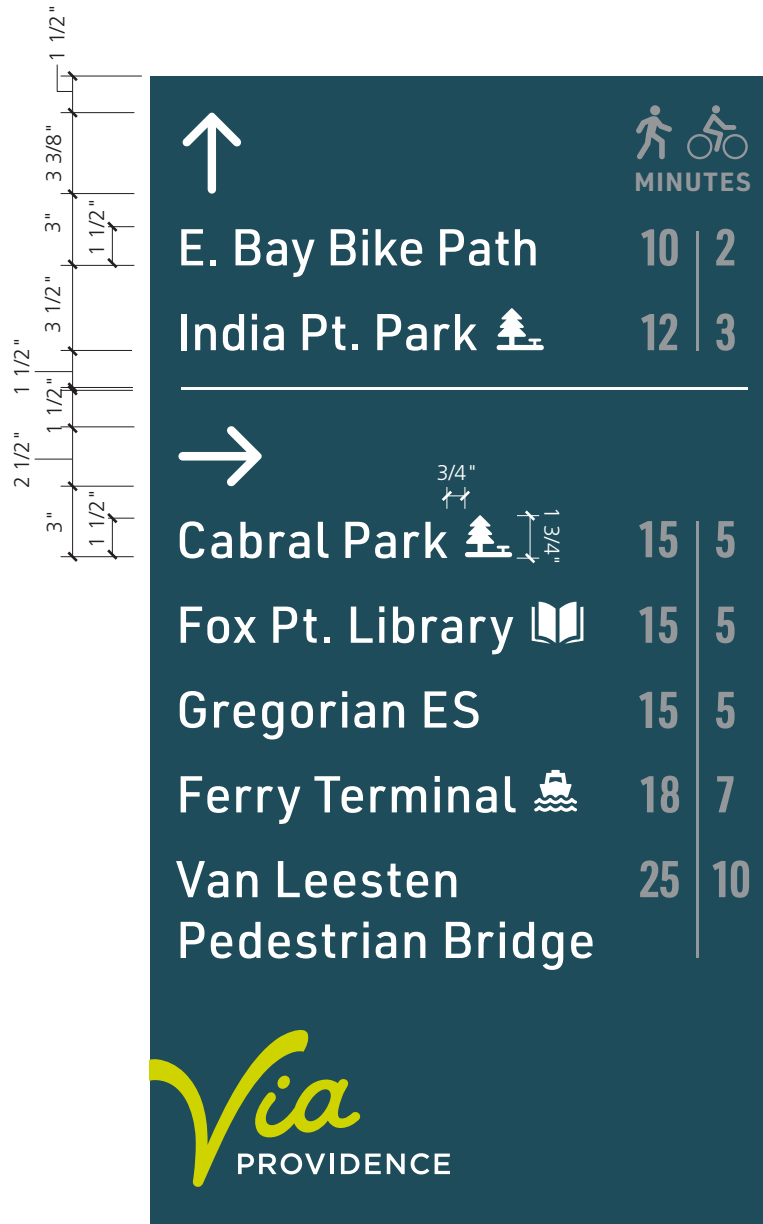 1 1/2"
3 3/8"
3"
1 1/2"
3 1/2"
1 1/2"
1 1/2"
2 1/2"
3"
1 1/2"
MINUTES
E. Bay Bike Path 10 2
India Pt. Park 12 3
3/4"
1 3/4"
Cabral Park 15 5
Fox Pt. Library 15 5
Gregorian ES 15 5
Ferry Terminal 18 7
Van Leesten 25 10
Pedestrian Bridge
Via
PROVIDENCE